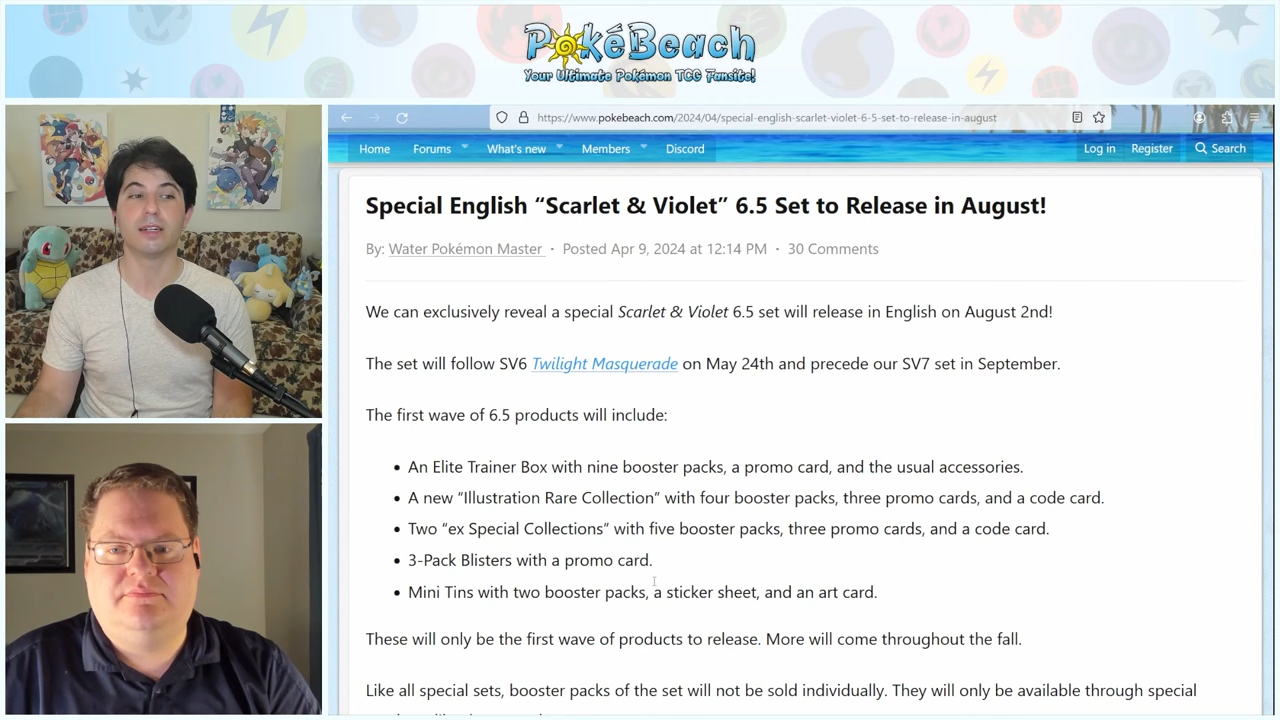 PokéBeach
Your Ultimate Pokémon TCG Fansite!
https://www.pokebeach.com/2024/04/special-english-scarlet-violet-6-5-set-to-release-in-august
Home Forums What's new Members Discord Log in Register Search
Special English “Scarlet & Violet” 6.5 Set to Release in August!
By: Water Pokémon Master · Posted Apr 9, 2024 at 12:14 PM · 30 Comments
We can exclusively reveal a special Scarlet & Violet 6.5 set will release in English on August 2nd!
The set will follow SV6 Twilight Masquerade on May 24th and precede our SV7 set in September.
The first wave of 6.5 products will include:
• An Elite Trainer Box with nine booster packs, a promo card, and the usual accessories.
• A new “Illustration Rare Collection” with four booster packs, three promo cards, and a code card.
• Two “ex Special Collections” with five booster packs, three promo cards, and a code card.
• 3-Pack Blisters with a promo card.
• Mini Tins with two booster packs, a sticker sheet, and an art card.
These will only be the first wave of products to release. More will come throughout the fall.
Like all special sets, booster packs of the set will not be sold individually. They will only be available through special